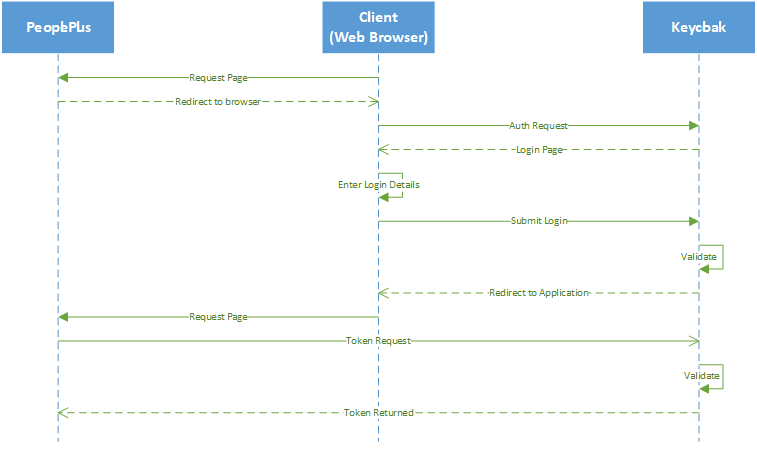 PeoplePlus
Client
(Web Browser)
Keycbak
Request Page
Redirect to browser
Auth Request
Login Page
Enter Login Details
Submit Login
Validate
Redirect to Application
Request Page
Token Request
Validate
Token Returned